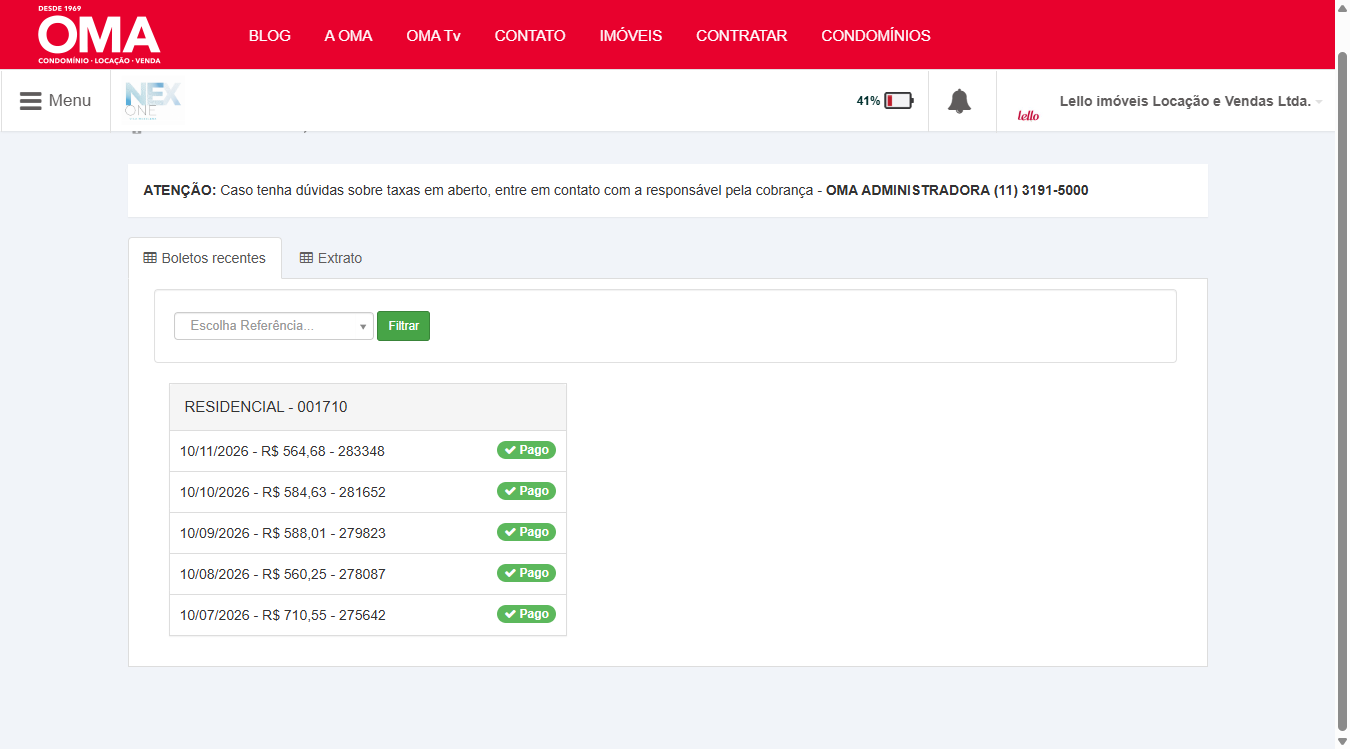 DESDE 1969
OMA
CONDOMÍNIO · LOCAÇÃO · VENDA
BLOG A OMA OMA Tv CONTATO IMÓVEIS CONTRATAR CONDOMÍNIOS
Menu
NEX
ONE
41%
lello
Lello imóveis Locação e Vendas Ltda.
ATENÇÃO: Caso tenha dúvidas sobre taxas em aberto, entre em contato com a responsável pela cobrança - OMA ADMINISTRADORA (11) 3191-5000
Boletos recentes Extrato
Escolha Referência... Filtrar
RESIDENCIAL - 001710
10/11/2026 - R$ 564,68 - 283348 Pago
10/10/2026 - R$ 584,63 - 281652 Pago
10/09/2026 - R$ 588,01 - 279823 Pago
10/08/2026 - R$ 560,25 - 278087 Pago
10/07/2026 - R$ 710,55 - 275642 Pago